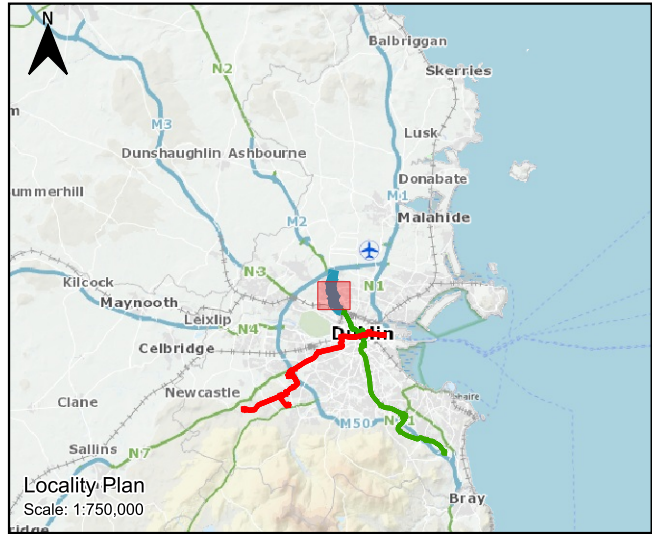 N
Balbriggan
N2
Skerries
M3
Lusk
Dunshaughlin Ashbourne
Donabate
ummerhill
M1
Malahide
M2
N3
Kilcock
N1
Maynooth
Leixlip
N4
Dublin
Celbridge
Newcastle
Clane
M50
Sallins
N7
Locality Plan
Bray
Scale: 1:750,000